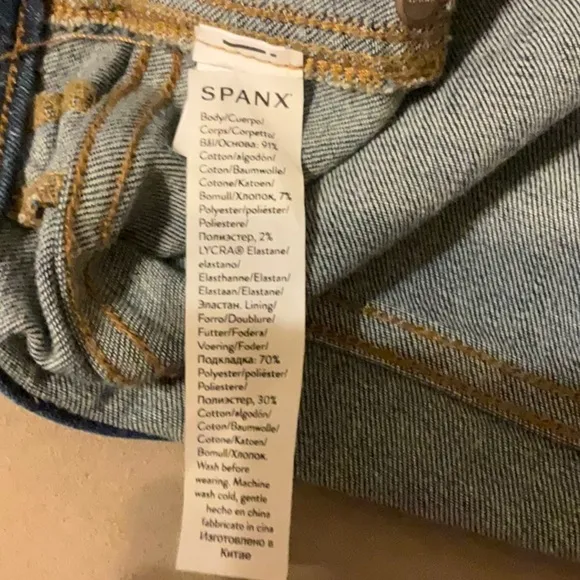 SPANX
Body/Cuerpo/
Corps/Corpetto/
Bål/Основа: 91%
Cotton/algodón/
Coton/Baumwolle/
Cotone/Katoen/
Bomull/Хлопок, 7%
Polyester/poliéster/
Poliestere/
Полиэстер, 2%
LYCRA® Elastane/
elastano/
Elasthanne/Elastan/
Elastaan/Elastane/
Эластан. Lining/
Forro/Doublure/
Futter/Fodera/
Voering/Foder/
Подкладка: 70%
Polyester/poliéster/
Poliestere/
Полиэстер, 30%
Cotton/algodón/
Coton/Baumwolle/
Cotone/Katoen/
Bomull/Хлопок.
Wash before
wearing. Machine
wash cold, gentle
hecho en china
fabbricato in cina
Изготовлено в
Китае